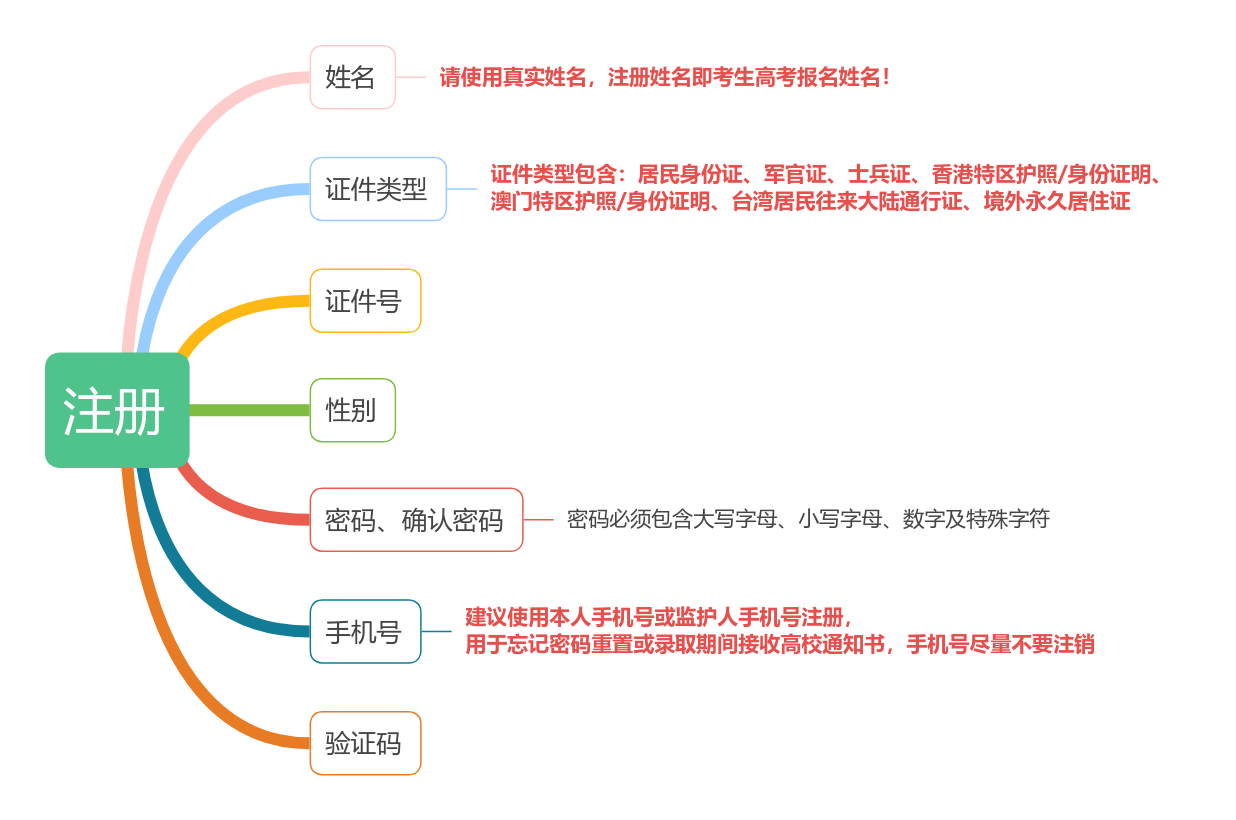 注册
姓名
请使用真实姓名，注册姓名即考生高考报名姓名！
证件类型
证件类型包含：居民身份证、军官证、士兵证、香港特区护照/身份证明、
澳门特区护照/身份证明、台湾居民往来大陆通行证、境外永久居住证
证件号
性别
密码、确认密码
密码必须包含大写字母、小写字母、数字及特殊字符
手机号
建议使用本人手机号或监护人手机号注册，
用于忘记密码重置或录取期间接收高校通知书，手机号尽量不要注销
验证码